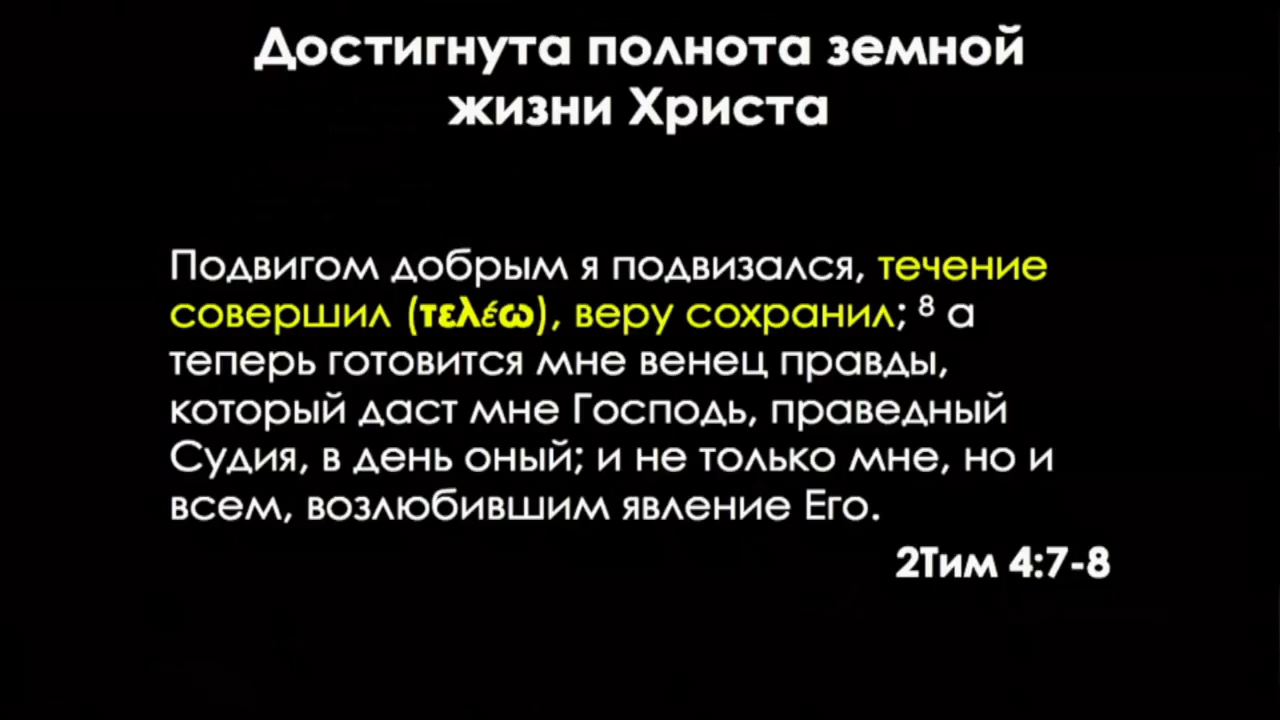 Достигнута полнота земной
жизни Христа
Подвигом добрым я подвизался, течение
совершил (τελέω), веру сохранил; ⁸ а
теперь готовится мне венец правды,
который даст мне Господь, праведный
Судия, в день оный; и не только мне, но и
всем, возлюбившим явление Его.
2Тим 4:7-8